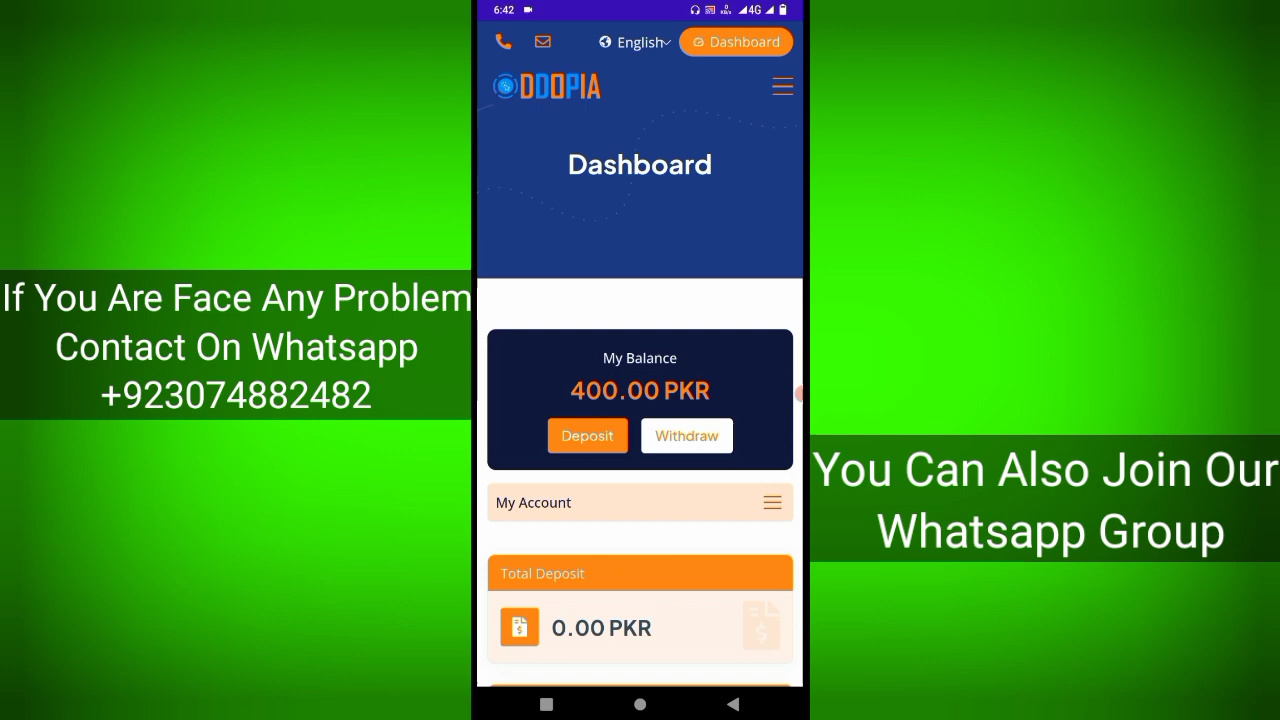 6:42
0
KB/s
4G
English
Dashboard
DDOPIA
Dashboard
If You Are Face Any Problem
Contact On Whatsapp
+923074882482
My Balance
400.00 PKR
Deposit
Withdraw
You Can Also Join Our
Whatsapp Group
My Account
Total Deposit
0.00 PKR